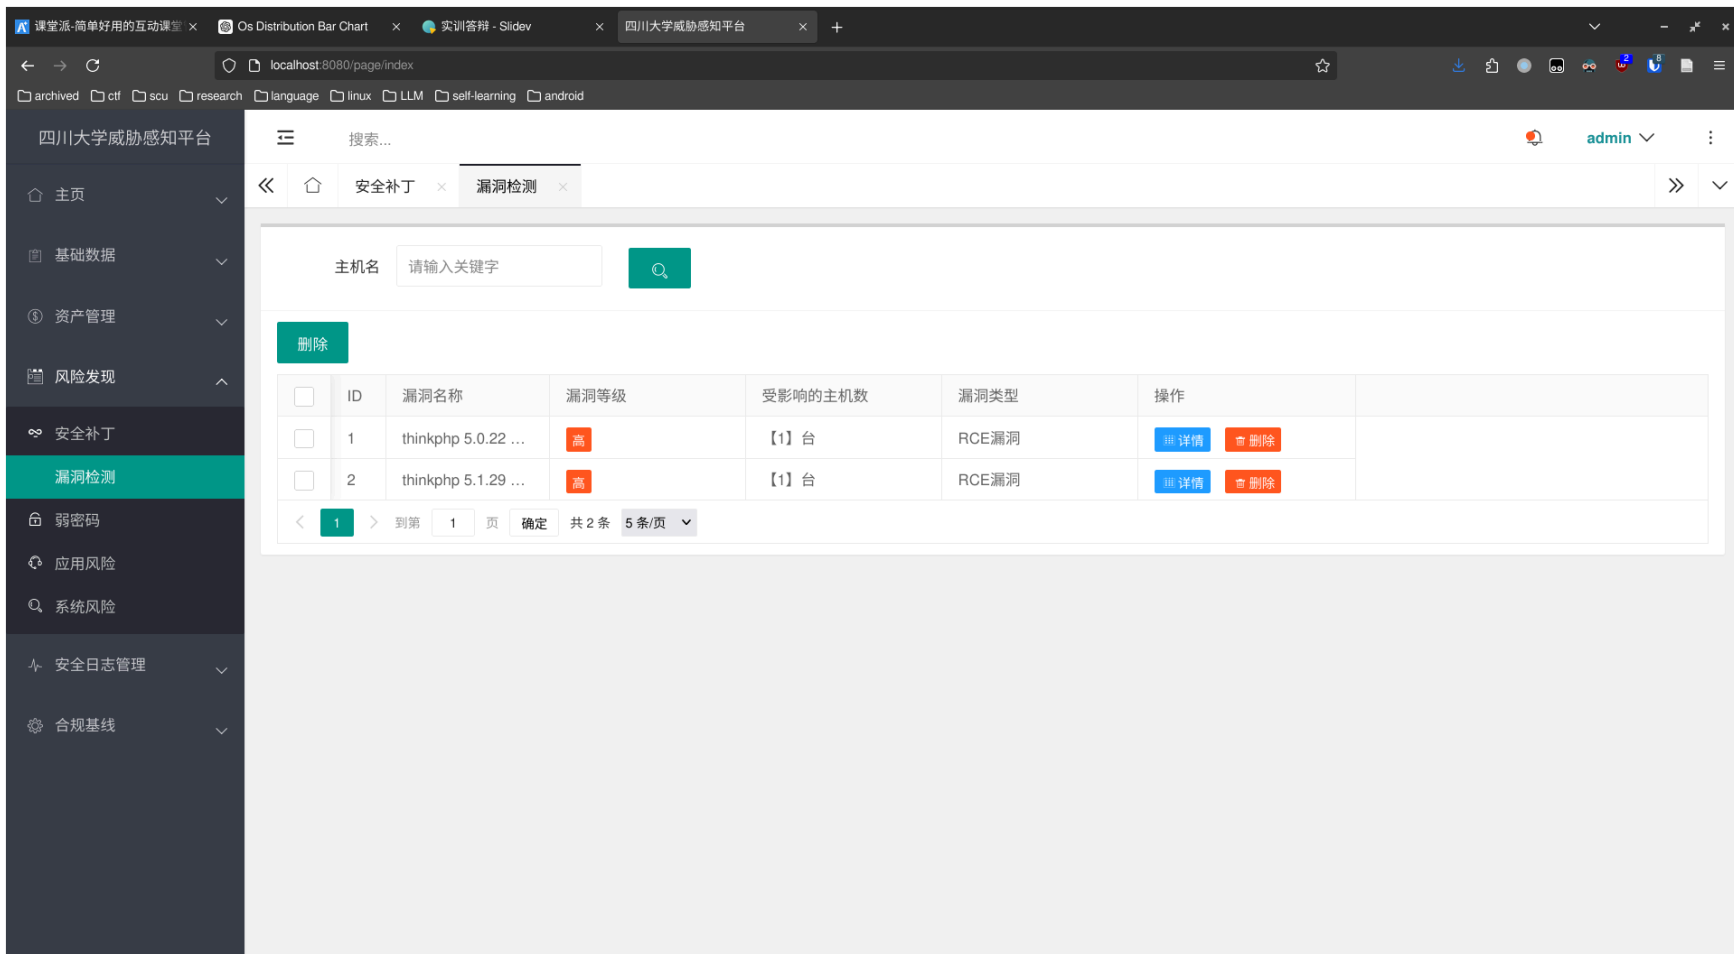 课堂派-简单好用的互动课堂
Os Distribution Bar Chart
实训答辩 - Slidev
四川大学威胁感知平台
localhost:8080/page/index
2
8
archived ctf scu research language linux LLM self-learning android
四川大学威胁感知平台
搜索...
admin
主页
安全补丁
漏洞检测
基础数据
主机名
请输入关键字
资产管理
删除
风险发现
ID 漏洞名称 漏洞等级 受影响的主机数 漏洞类型 操作
安全补丁
1 thinkphp 5.0.22 ... 高 【1】台 RCE漏洞 详情 删除
漏洞检测
2 thinkphp 5.1.29 ... 高 【1】台 RCE漏洞 详情 删除
弱密码
1 到第 1 页 确定 共 2 条 5 条/页
应用风险
系统风险
安全日志管理
合规基线